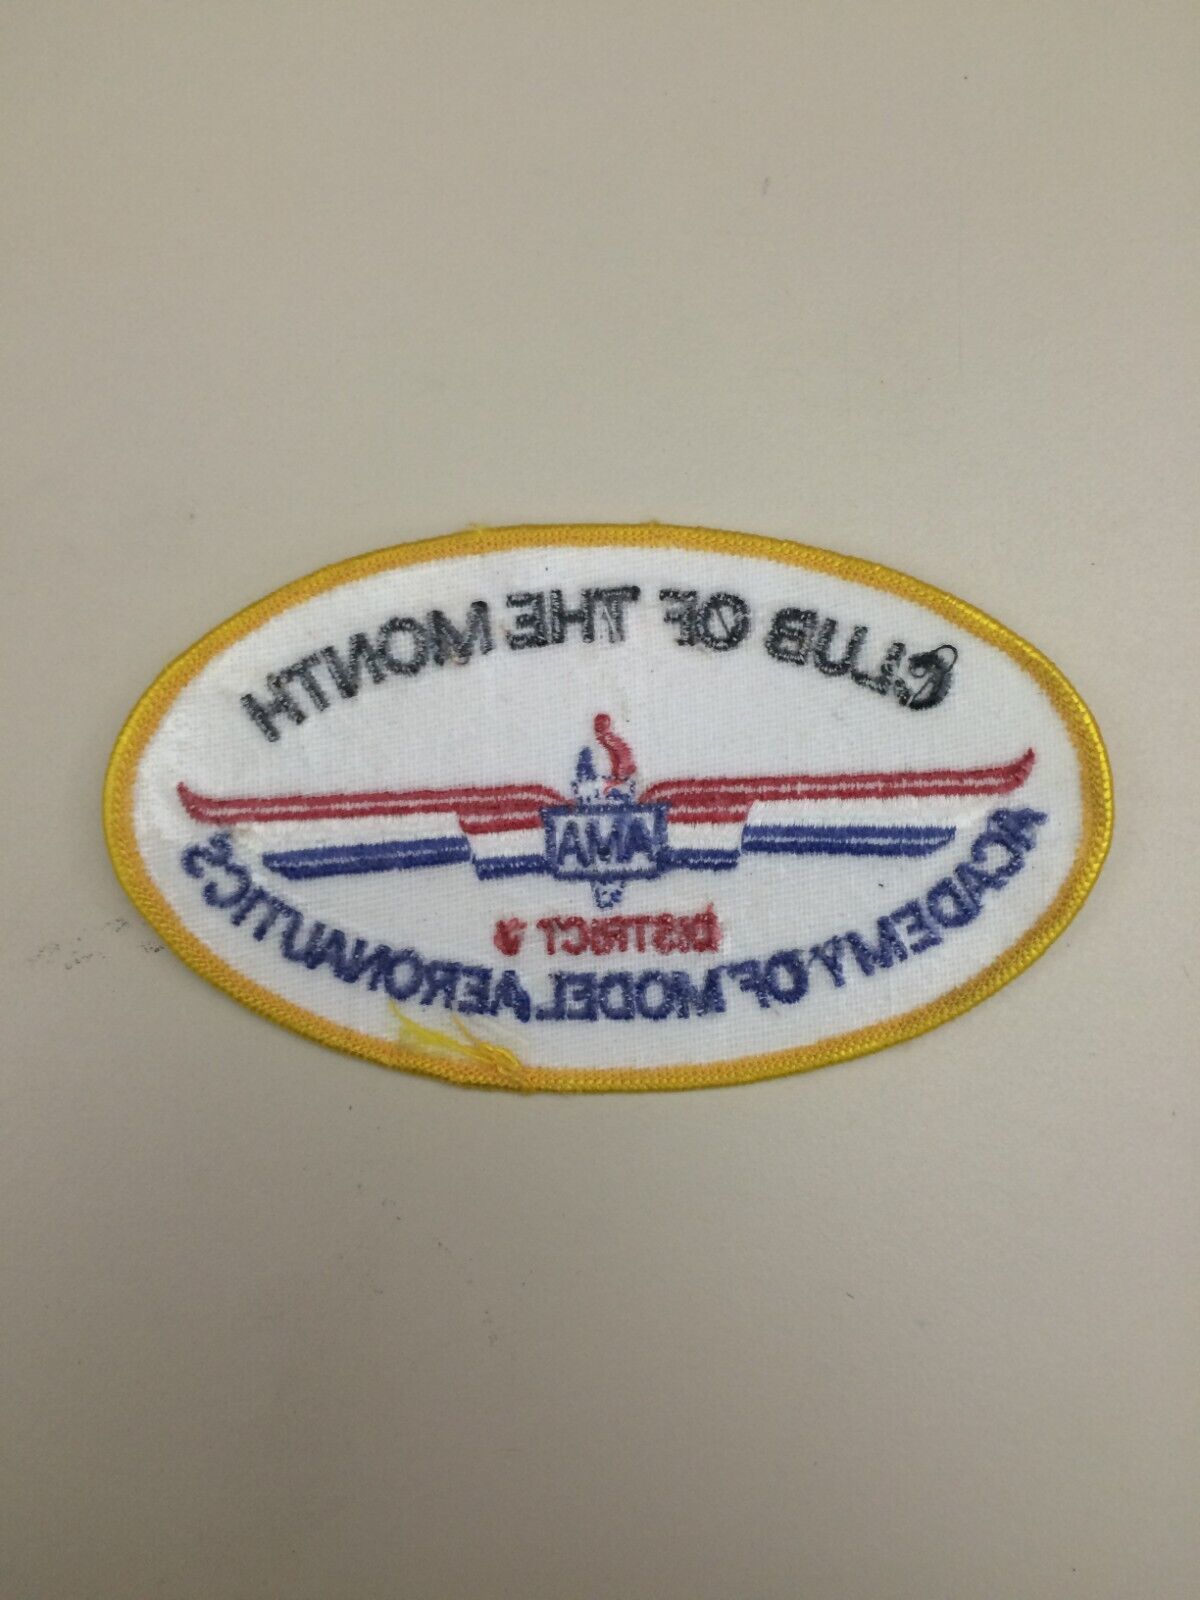 CLUB OF THE MONTH
AMA
DISTRICT
ACADEMY OF MODEL AERONAUTICS